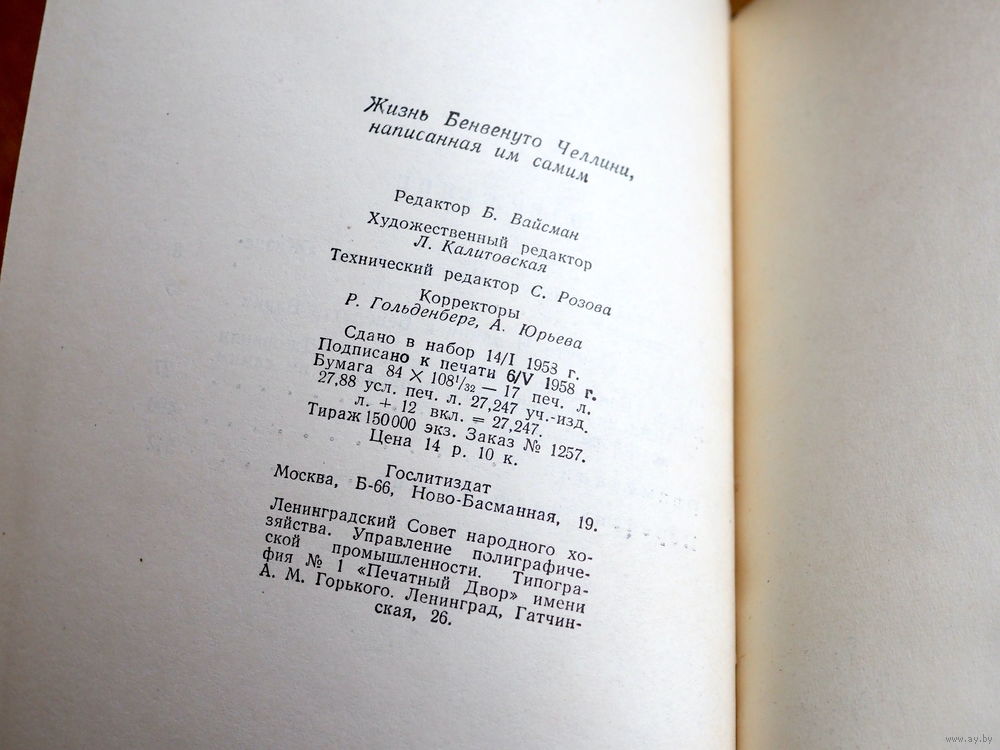 Жизнь Бенвенуто Челлини,
написанная им самим
Редактор Б. Вайсман
Художественный редактор
Л. Калитовская
Технический редактор С. Розова
Корректоры
Р. Гольденберг, А. Юрьева
Сдано в набор 14/I 1958 г.
Подписано к печати 6/V 1958 г.
Бумага 84 × 108¹/₃₂ — 17 печ. л.
27,88 усл. печ. л. 27,247 уч.-изд.
л. + 12 вкл. = 27,247.
Тираж 150000 экз. Заказ № 1257.
Цена 14 р. 10 к.
Гослитиздат
Москва, Б-66, Ново-Басманная, 19.
Ленинградский Совет народного хо-
зяйства. Управление полиграфиче-
ской промышленности. Типогра-
фия № 1 «Печатный Двор» имени
А. М. Горького. Ленинград, Гатчин-
ская, 26.
www.ay.by